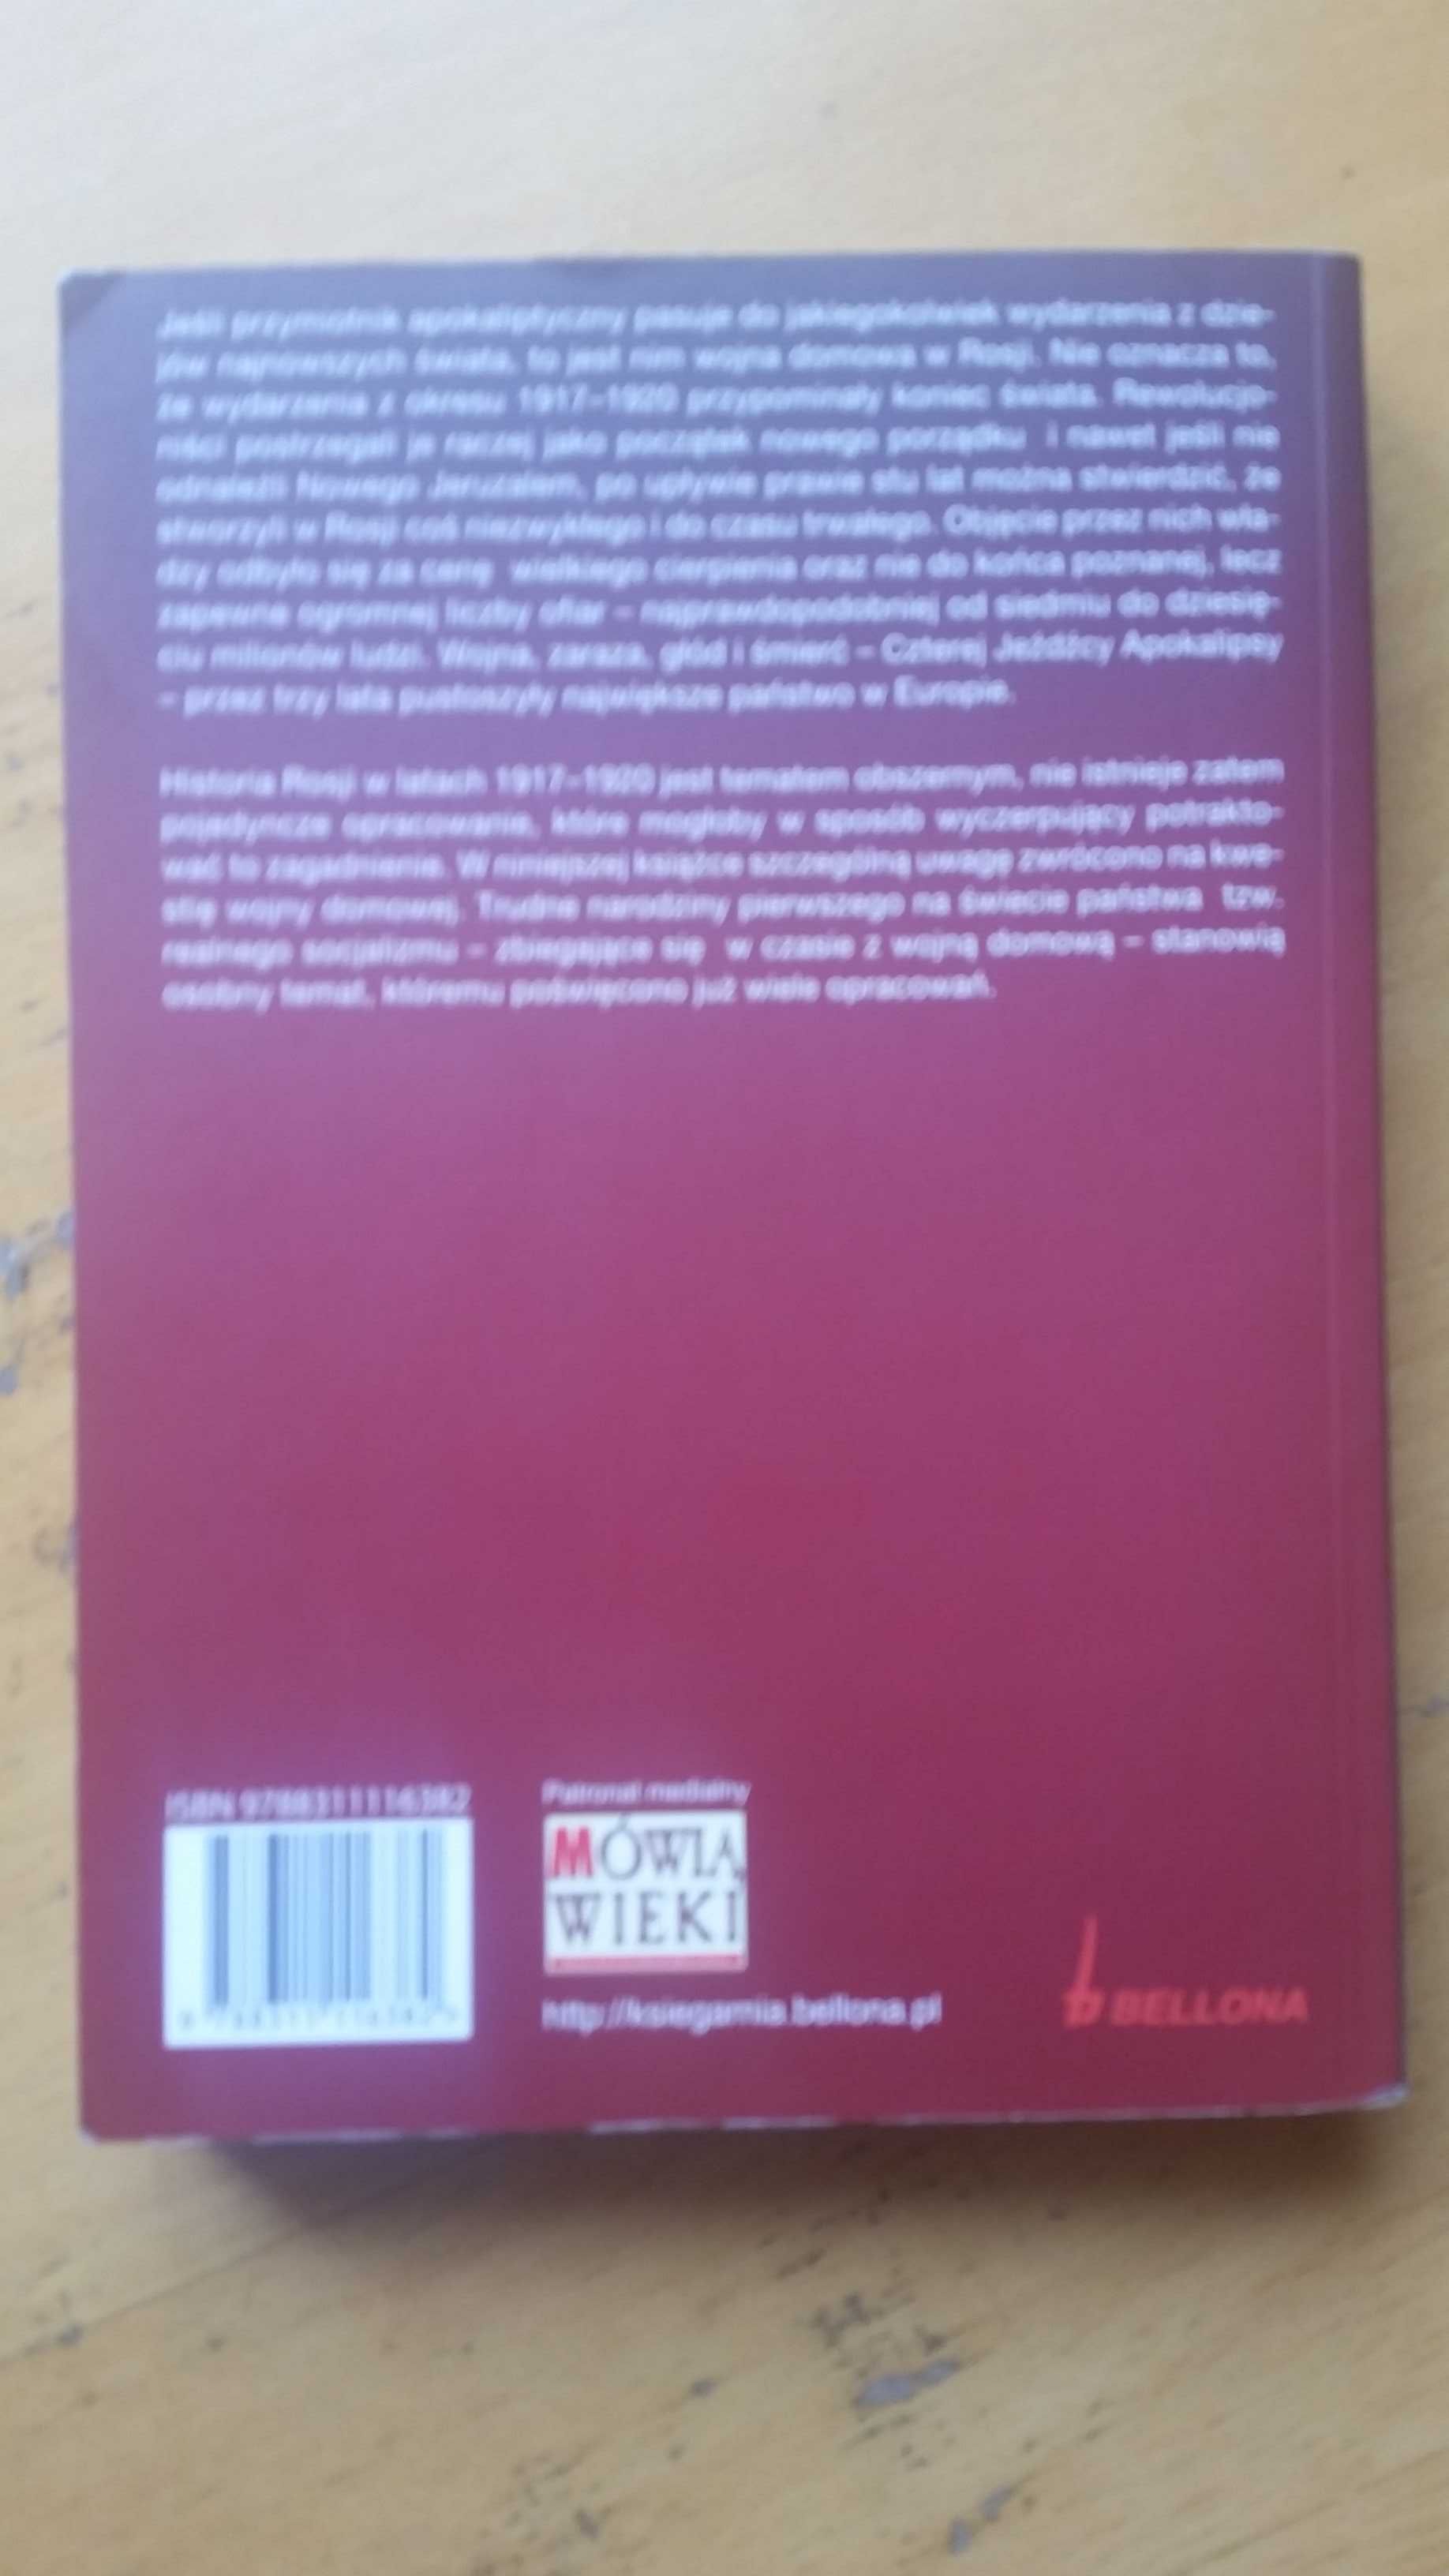 Jeśli przymiotnik apokaliptyczny pasuje do jakiegokolwiek wydarzenia z dzie-
jów najnowszych świata, to jest nim wojna domowa w Rosji. Nie oznacza to,
że wydarzenia z okresu 1917–1920 przypominały koniec świata. Rewolucjo-
niści postrzegali je raczej jako początek nowego porządku i nawet jeśli nie
odnaleźli Nowego Jeruzalem, po upływie prawie stu lat można stwierdzić, że
stworzyli w Rosji coś niezwykłego i do czasu trwałego. Objęcie przez nich wła-
dzy odbyło się za cenę wielkiego cierpienia oraz nie do końca poznanej, lecz
zapewne ogromnej liczby ofiar – najprawdopodobniej od siedmiu do dziesię-
ciu milionów ludzi. Wojna, zaraza, głód i śmierć – Czterej Jeźdźcy Apokalipsy
– przez trzy lata pustoszyły największe państwo w Europie.
Historia Rosji w latach 1917–1920 jest tematem obszernym, nie istnieje zatem
pojedyncze opracowanie, które mogłoby w sposób wyczerpujący potrakto-
wać to zagadnienie. W niniejszej książce szczególną uwagę zwrócono na kwe-
stię wojny domowej. Trudne narodziny pierwszego na świecie państwa tzw.
realnego socjalizmu – zbiegające się w czasie z wojną domową – stanowią
osobny temat, któremu poświęcono już wiele opracowań.
ISBN 9788311116382
Patronat medialny
MÓWIĄ
WIEKI
http://ksiegarnia.bellona.pl
BELLONA